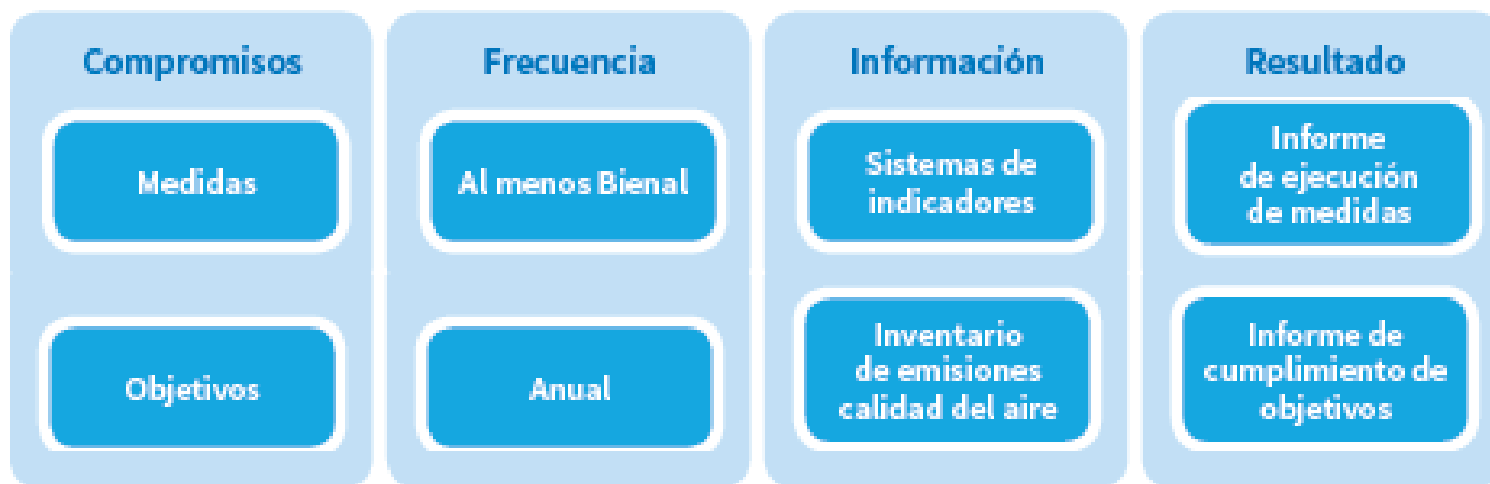 Compromisos
Medidas
Objetivos
Frecuencia
Al menos Bienal
Anual
Información
Sistemas de
indicadores
Inventario
de emisiones
calidad del aire
Resultado
Informe
de ejecución
de medidas
Informe de
cumplimiento de
objetivos